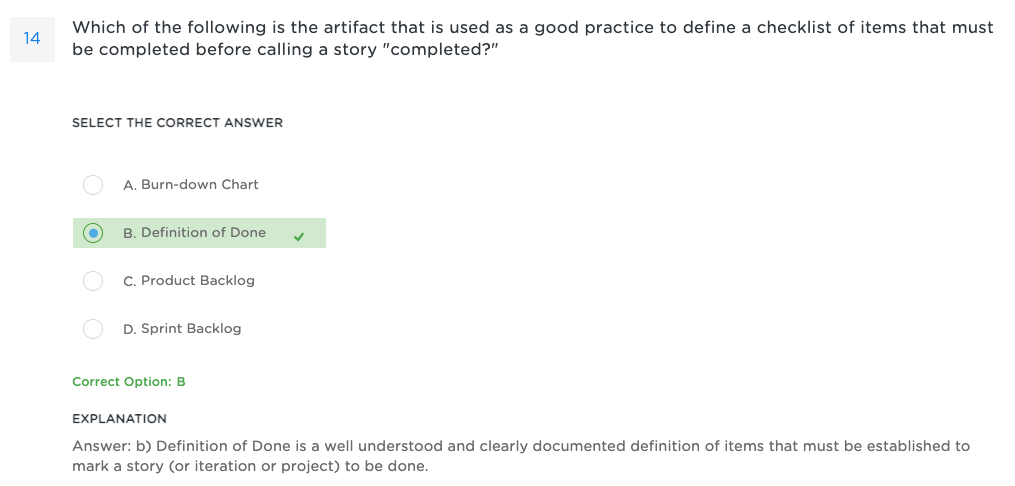 14
Which of the following is the artifact that is used as a good practice to define a checklist of items that must
be completed before calling a story "completed?"
SELECT THE CORRECT ANSWER
A. Burn-down Chart
B. Definition of Done
C. Product Backlog
D. Sprint Backlog
Correct Option: B
EXPLANATION
Answer: b) Definition of Done is a well understood and clearly documented definition of items that must be established to
mark a story (or iteration or project) to be done.